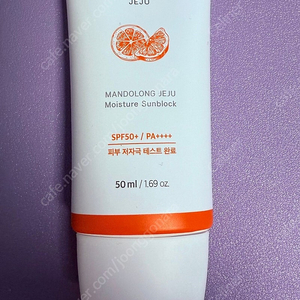 JEJU
MANDOLONG JEJU
Moisture Sunblock
SPF50+ / PA++++
피부 저자극 테스트 완료
50 ml / 1.69 oz.